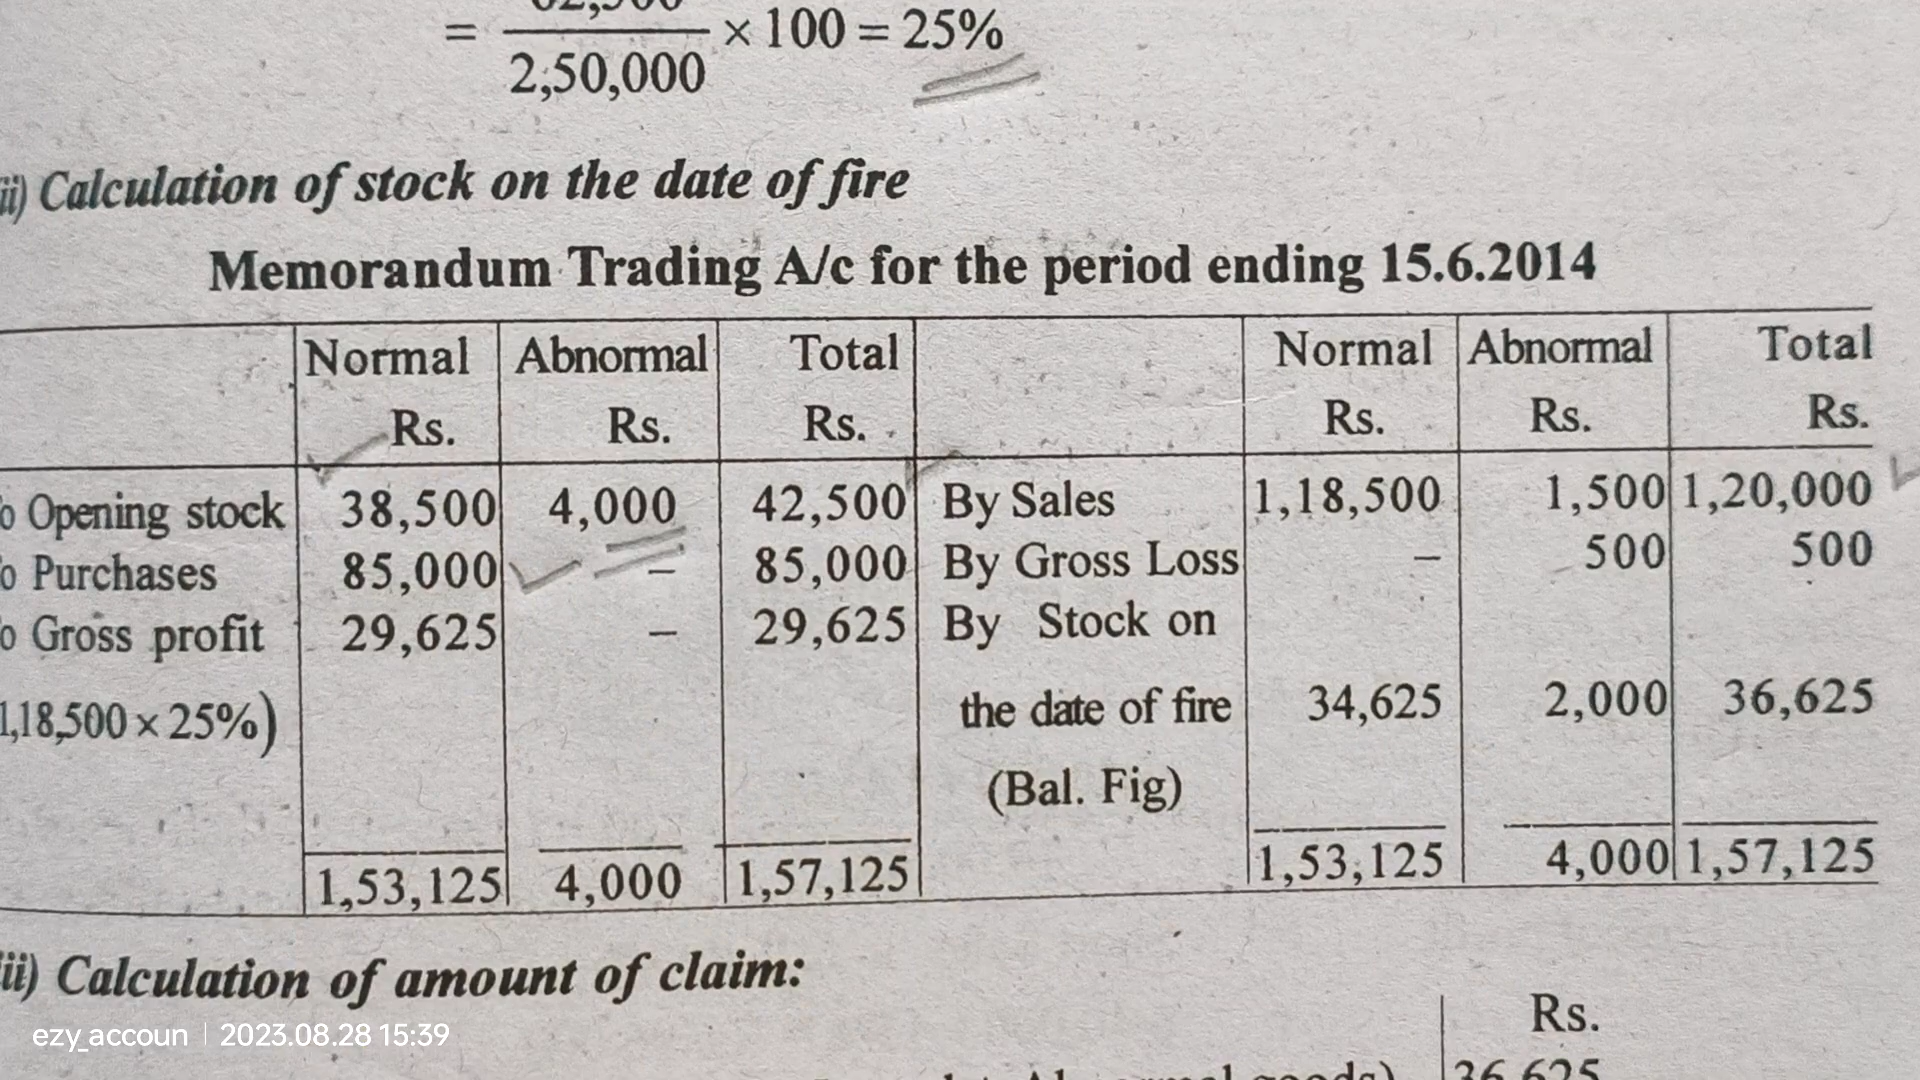 = 2,50,000 × 100 = 25%
ii) Calculation of stock on the date of fire
Memorandum Trading A/c for the period ending 15.6.2014
Normal Abnormal Total Normal Abnormal Total
Rs. Rs. Rs. Rs. Rs. Rs.
o Opening stock 38,500 4,000 42,500 By Sales 1,18,500 1,500 1,20,000
o Purchases 85,000 – 85,000 By Gross Loss – 500 500
o Gross profit 29,625 – 29,625 By Stock on
1,18,500 × 25%) the date of fire 34,625 2,000 36,625
(Bal. Fig)
1,53,125 4,000 1,57,125 1,53,125 4,000 1,57,125
ii) Calculation of amount of claim:
Rs.
goods) 36,625
ezy_accoun | 2023.08.28 15:39